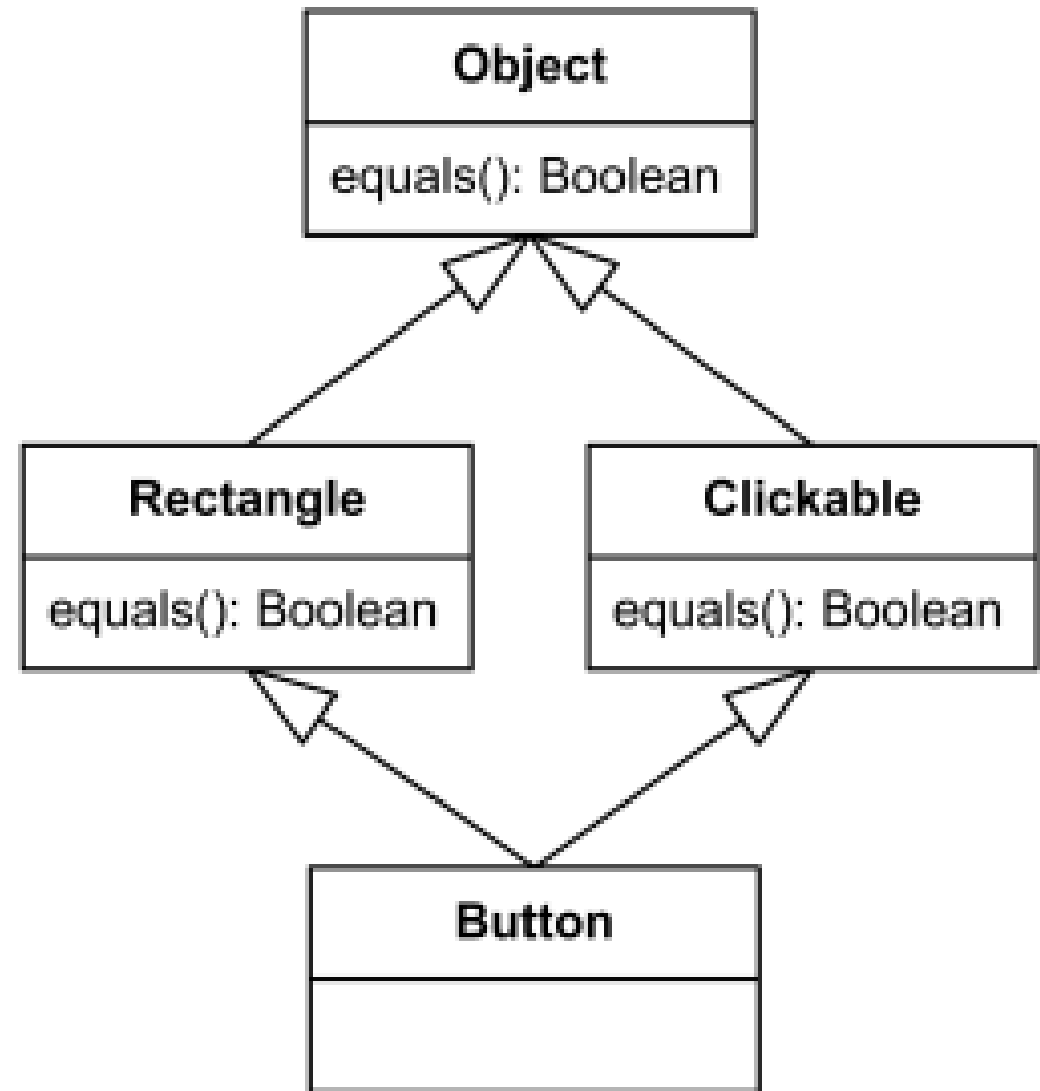 Object
equals(): Boolean
Rectangle
equals(): Boolean
Clickable
equals(): Boolean
Button